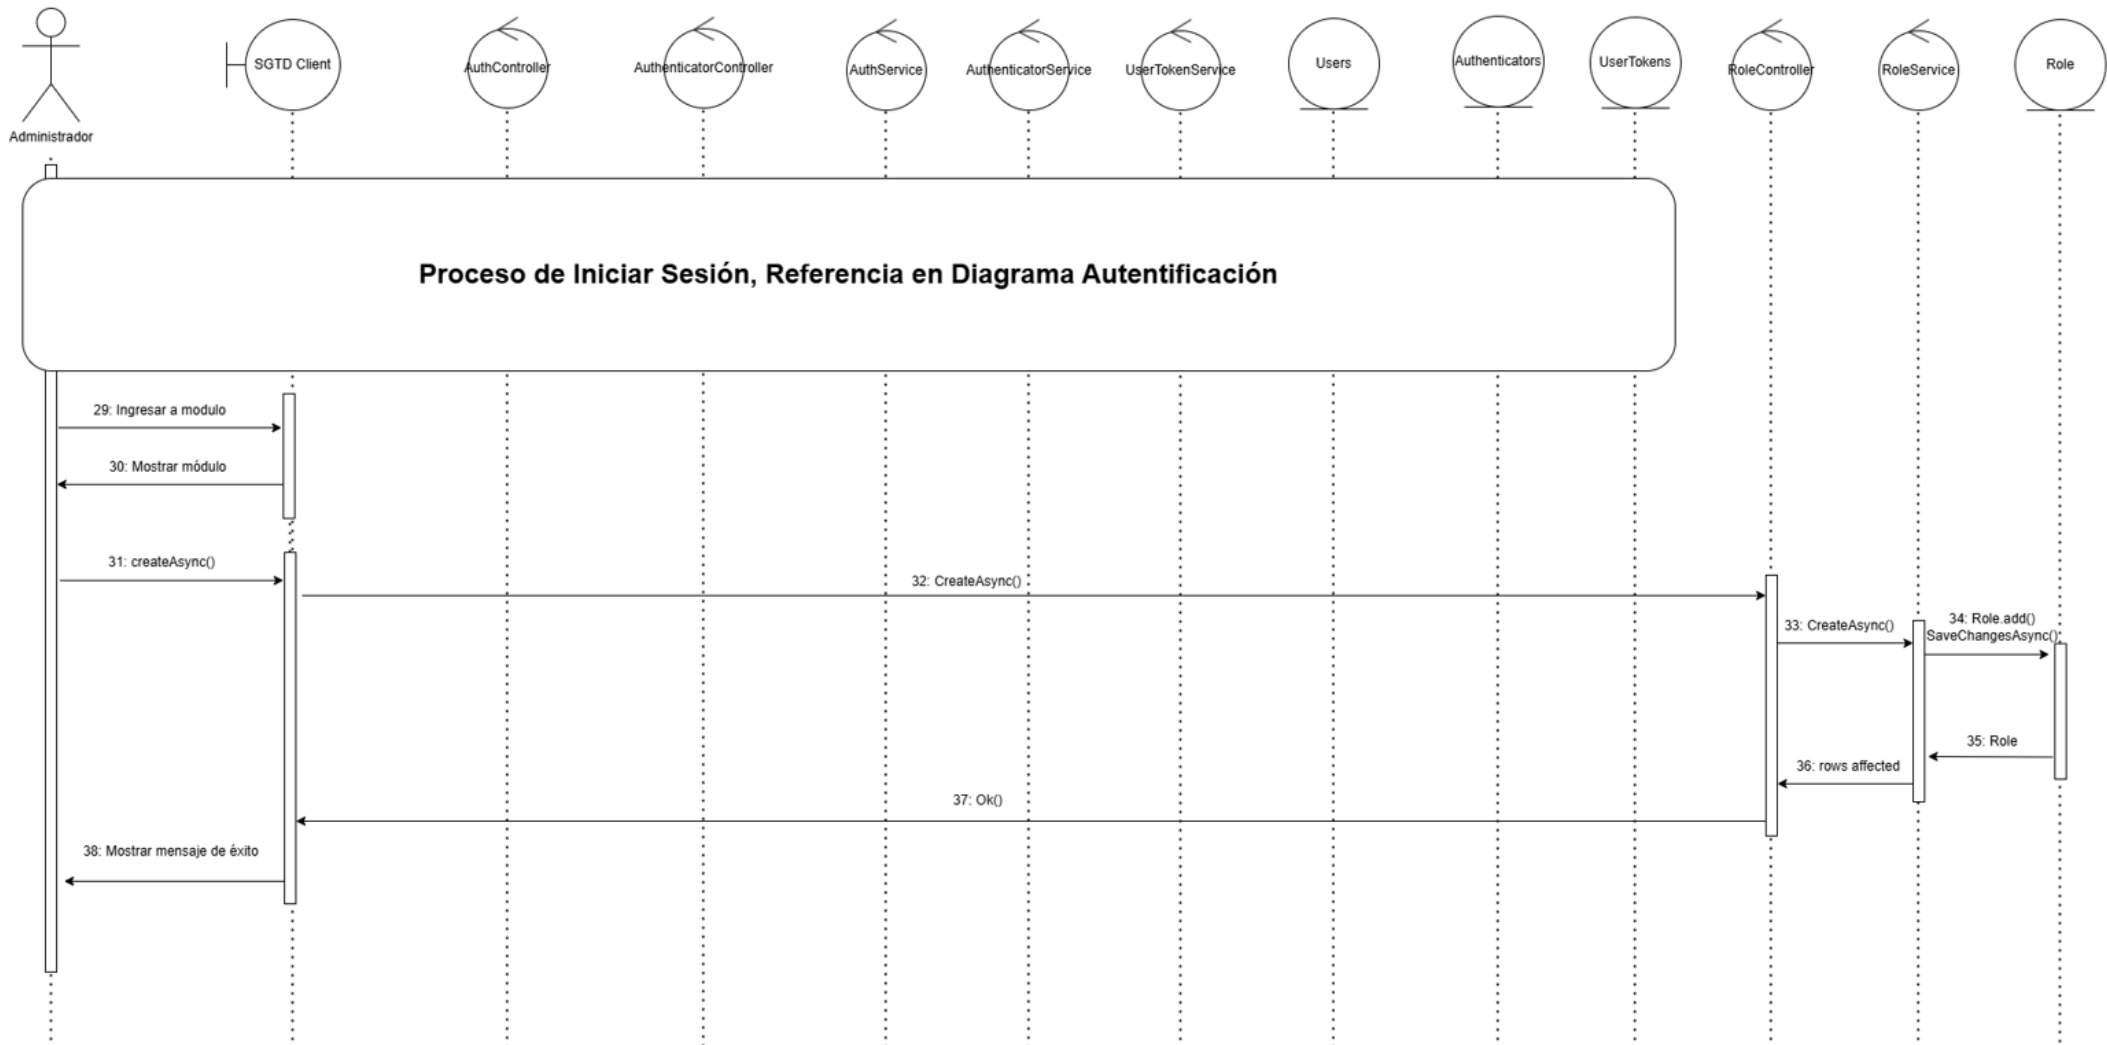 Administrador
SGTD Client
AuthController
AuthenticatorController
AuthService
AuthenticatorService
UserTokenService
Users
Authenticators
UserTokens
RoleController
RoleService
Role
Proceso de Iniciar Sesión, Referencia en Diagrama Autentificación
29: Ingresar a modulo
30: Mostrar módulo
31: createAsync()
32: CreateAsync()
33: CreateAsync()
34: Role.add()
SaveChangesAsync()
35: Role
36: rows affected
37: Ok()
38: Mostrar mensaje de éxito